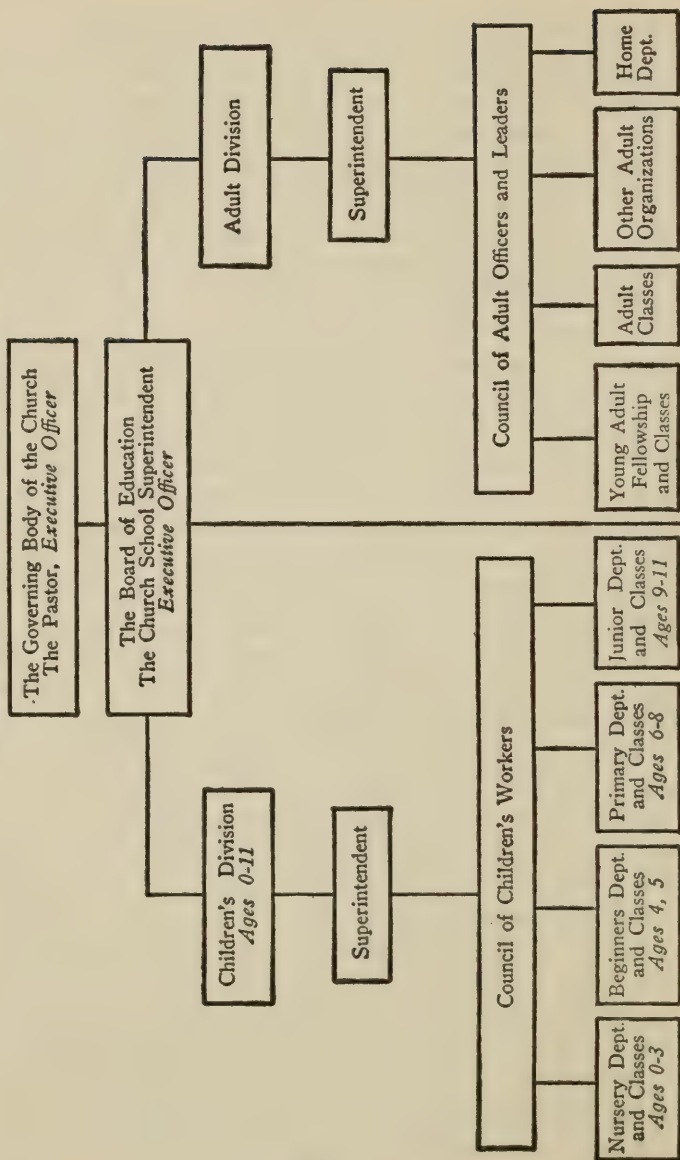 ·The Governing Body of the Church
The Pastor, Executive Officer
The Board of Education
The Church School Superintendent
Executive Officer
Children's Division
Ages 0-11
Superintendent
Council of Children's Workers
Nursery Dept.
and Classes
Ages 0-3
Beginners Dept.
and Classes
Ages 4, 5
Primary Dept.
and Classes
Ages 6-8
Junior Dept.
and Classes
Ages 9-11
Adult Division
Superintendent
Council of Adult Officers and Leaders
Young Adult
Fellowship
and Classes
Adult
Classes
Other Adult
Organizations
Home
Dept.